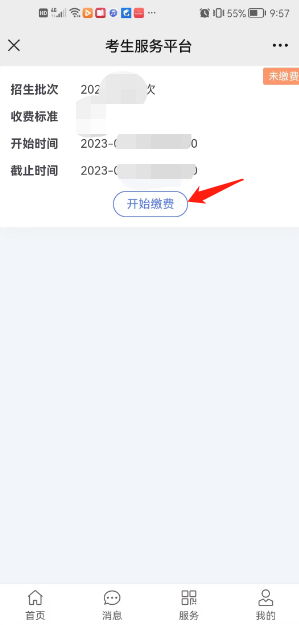 HD 55% 9:57
考生服务平台
未缴费
招生批次 202 次
收费标准
开始时间 2023-0 0
截止时间 2023-0 0
开始缴费
首页 消息 服务 我的